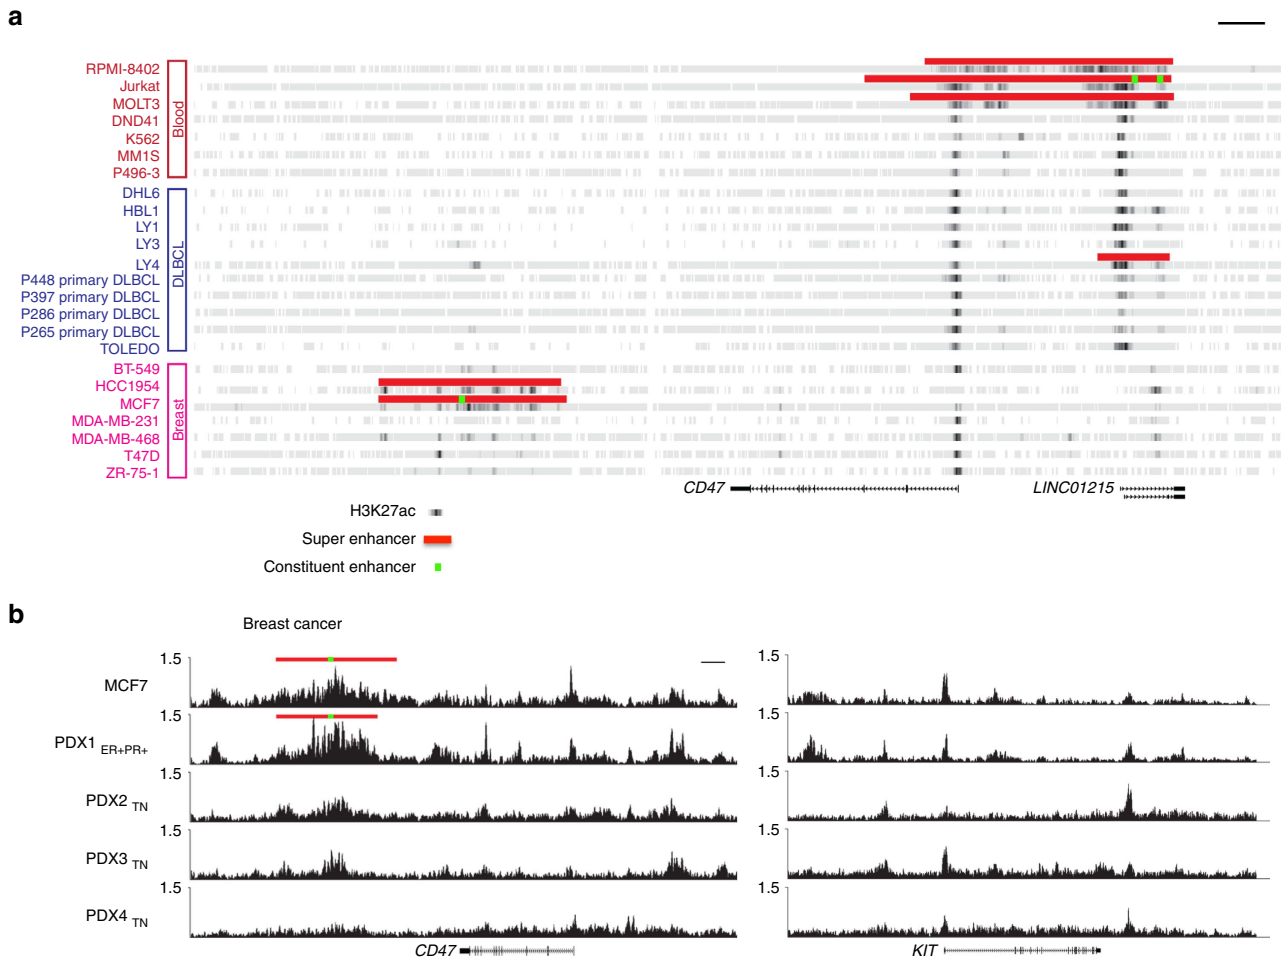 a
RPMI-8402
Jurkat
MOLT3
DND41
K562
MM1S
P496-3
Blood
DHL6
HBL1
LY1
LY3
LY4
P448 primary DLBCL
P397 primary DLBCL
P286 primary DLBCL
P265 primary DLBCL
TOLEDO
DLBCL
BT-549
HCC1954
MCF7
MDA-MB-231
MDA-MB-468
T47D
ZR-75-1
Breast
CD47
LINC01215
H3K27ac
Super enhancer
Constituent enhancer
b
Breast cancer
MCF7
1.5
1.5
PDX1 ER+PR+
1.5
1.5
PDX2 TN
1.5
1.5
PDX3 TN
1.5
1.5
PDX4 TN
1.5
1.5
CD47
KIT